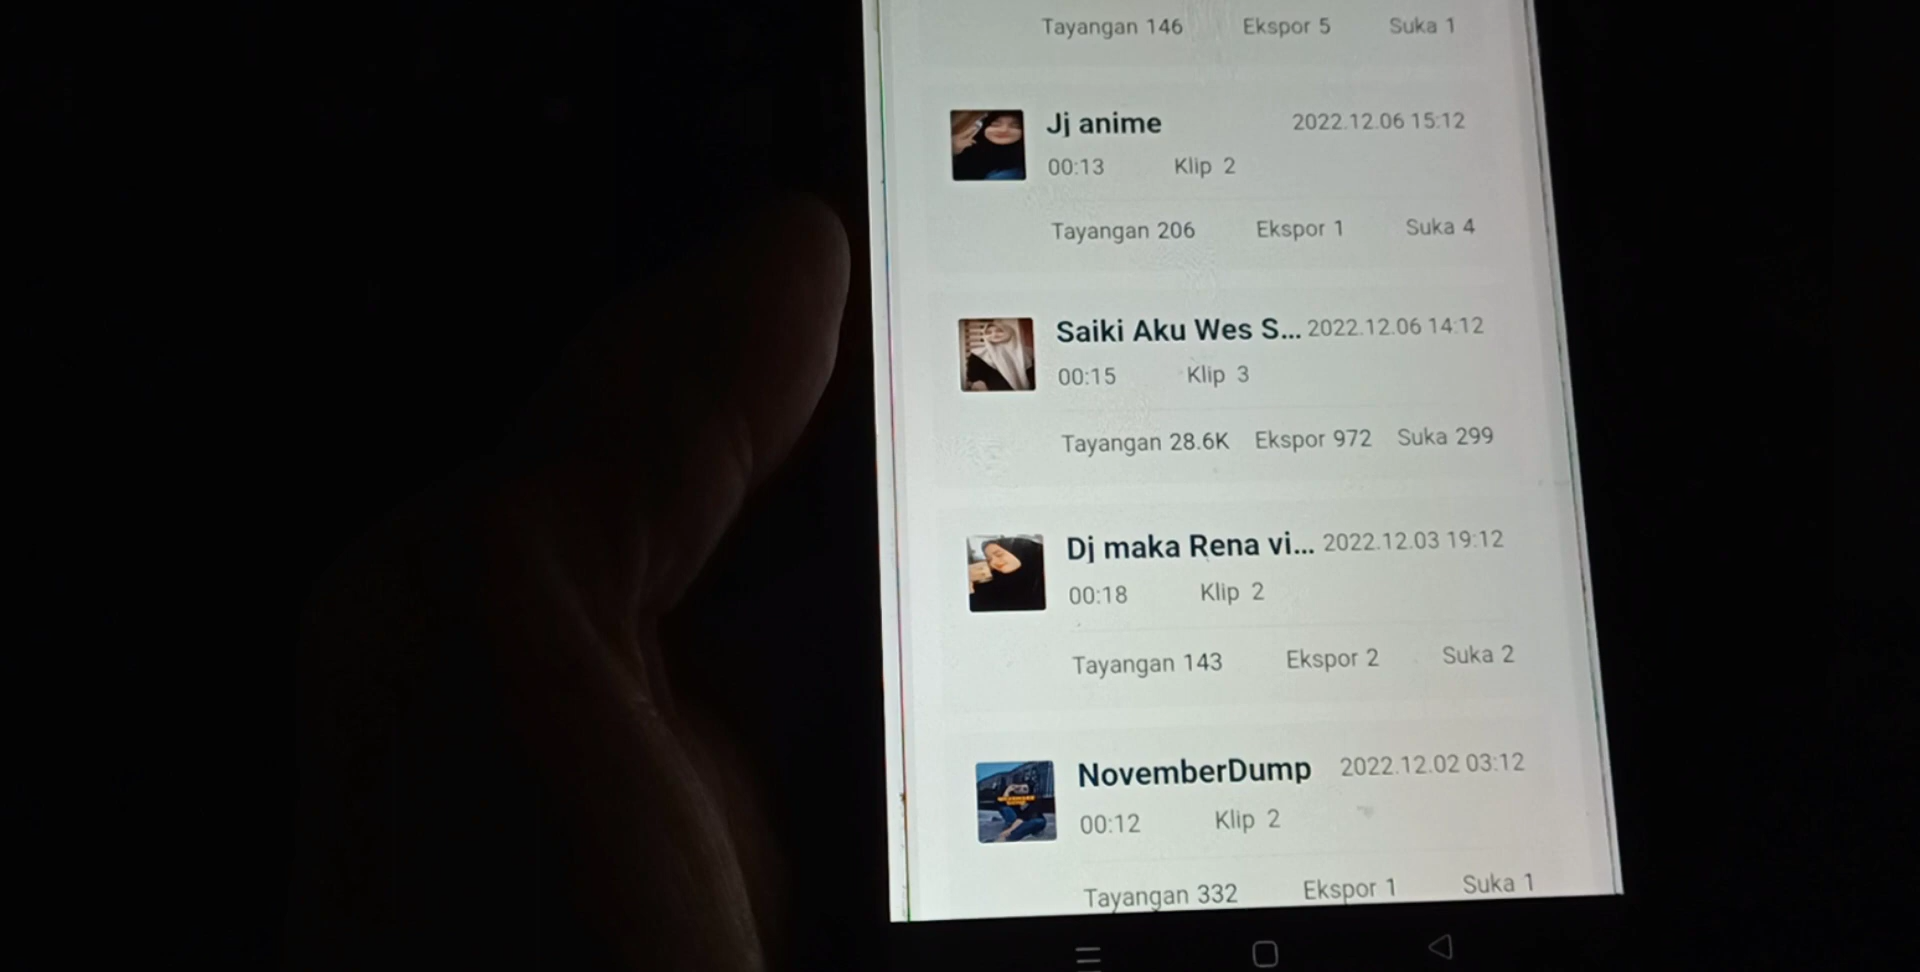 Tayangan 146 Ekspor 5 Suka 1
Jj anime 2022.12.06 15:12
00:13 Klip 2
Tayangan 206 Ekspor 1 Suka 4
Saiki Aku Wes S... 2022.12.06 14:12
00:15 Klip 3
Tayangan 28.6K Ekspor 972 Suka 299
Dj maka Rena vi... 2022.12.03 19:12
00:18 Klip 2
Tayangan 143 Ekspor 2 Suka 2
NovemberDump 2022.12.02 03:12
00:12 Klip 2
Tayangan 332 Ekspor 1 Suka 1